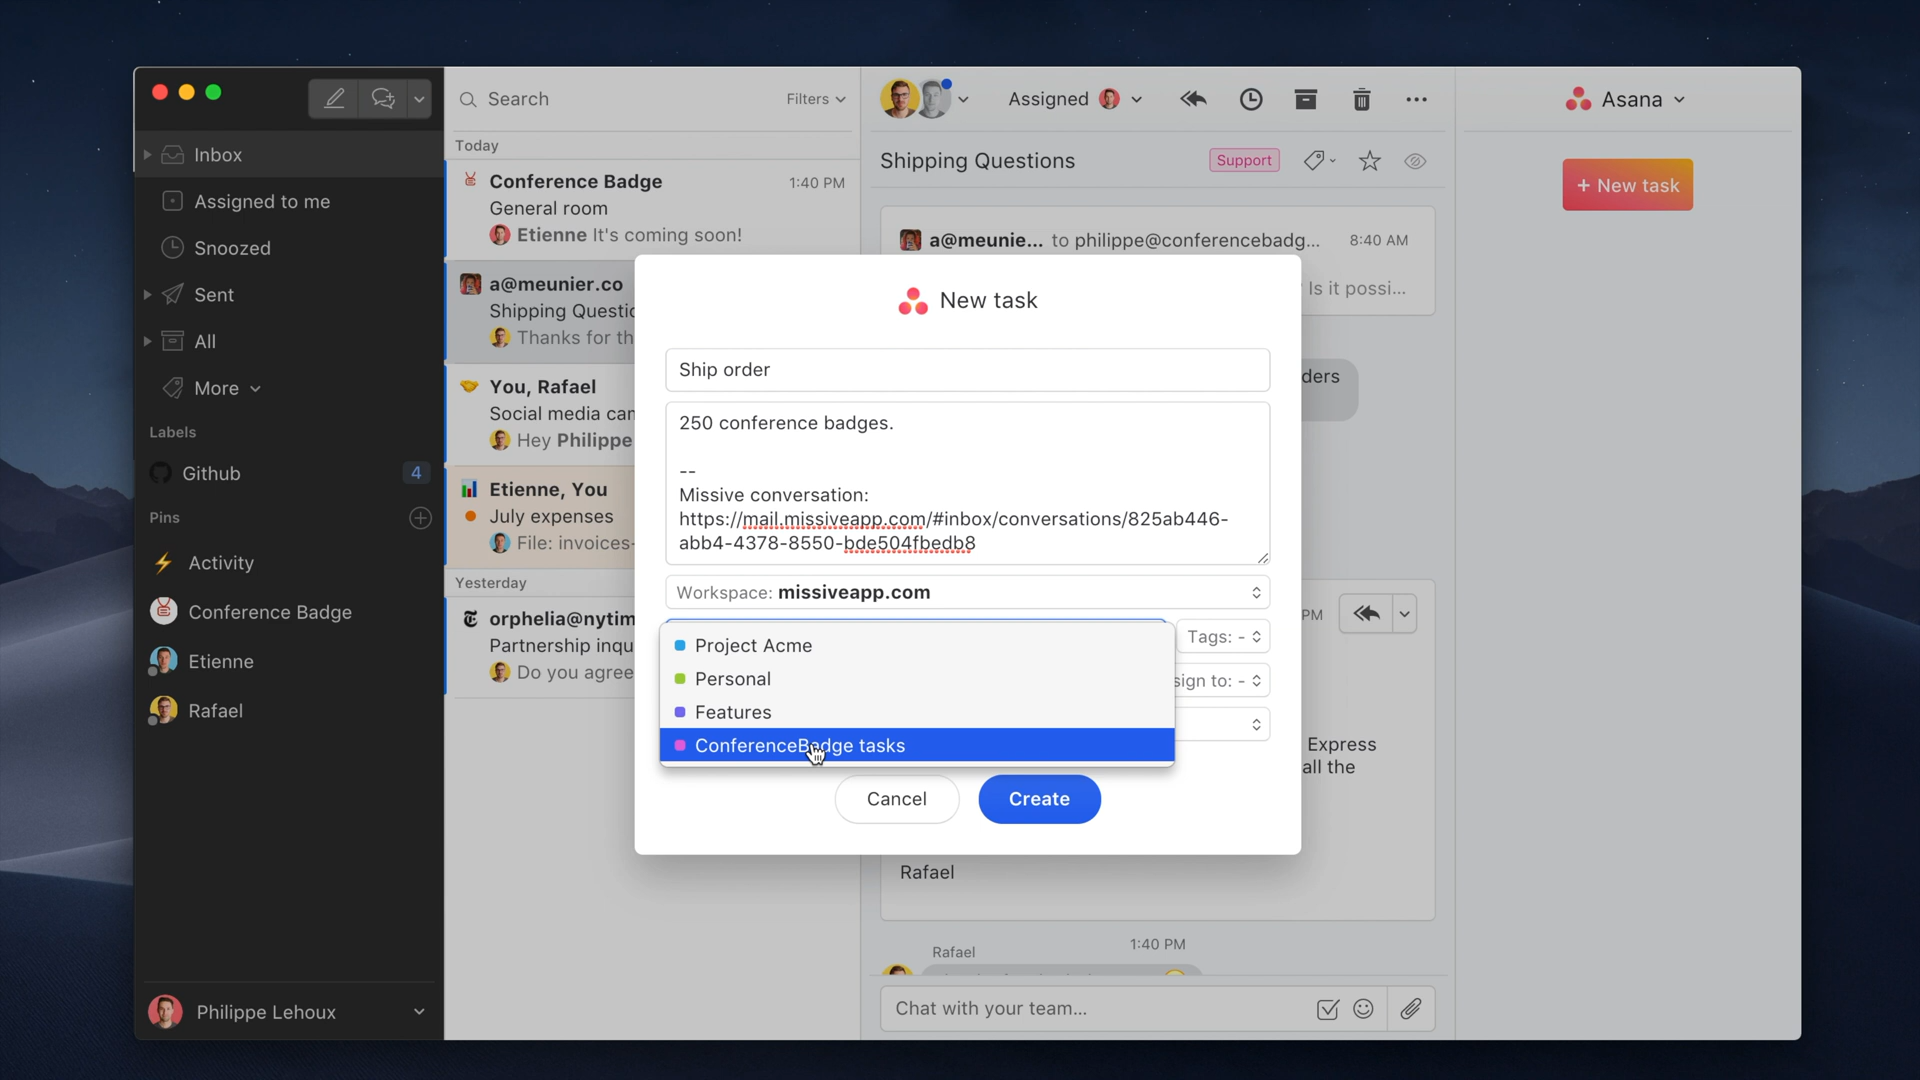 Search
Filters
Assigned
Asana
Inbox
Assigned to me
Snoozed
Sent
All
More
Labels
Github
4
Pins
Activity
Conference Badge
Etienne
Rafael
Philippe Lehoux
Today
Conference Badge
1:40 PM
General room
Etienne It's coming soon!
a@meunier.co
Shipping Questic
Thanks for th
You, Rafael
Social media can
Hey Philippe
Etienne, You
July expenses
File: invoices-
Yesterday
orphelia@nytim
Partnership inqu
Do you agree
Shipping Questions
Support
+ New task
a@meunie... to philippe@conferencebadg...
8:40 AM
Is it possi...
ders
PM
Express
all the
Rafael
Rafael
1:40 PM
Chat with your team...
New task
Ship order
250 conference badges.
--
Missive conversation:
https://mail.missiveapp.com/#inbox/conversations/825ab446-
abb4-4378-8550-bde504fbedb8
Workspace: missiveapp.com
Tags: -
sign to: -
Project Acme
Personal
Features
ConferenceBadge tasks
Cancel
Create